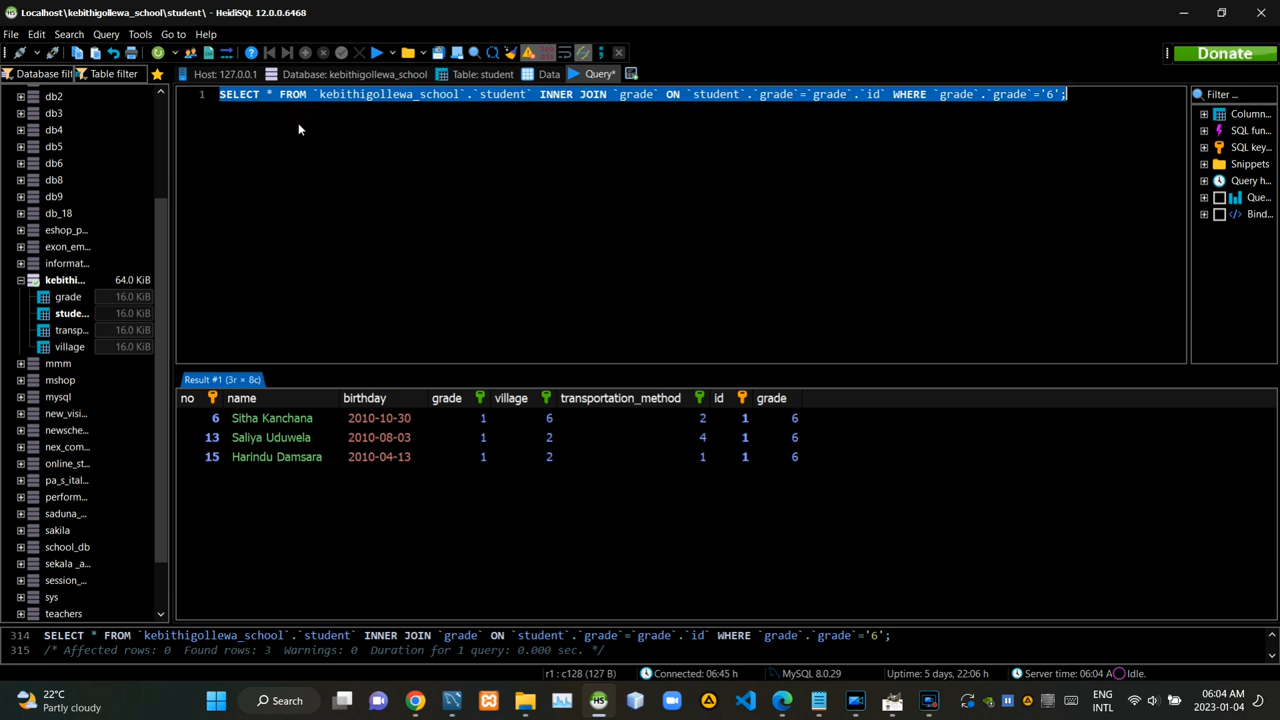 Localhost\kebithigollewa_school\student\ - HeidiSQL 12.0.0.6468
File Edit Search Query Tools Go to Help
Donate
Database filt Table filter Host: 127.0.0.1 Database: kebithigollewa_school Table: student Data Query*
1 SELECT * FROM `kebithigollewa_school`.`student` INNER JOIN `grade` ON `student`.`grade`=`grade`.`id` WHERE `grade`.`grade`='6';
Filter ...
Column...
SQL fun...
SQL key...
Snippets
Query h...
Que...
Bind...
db2
db3
db4
db5
db6
db8
db9
db_18
eshop_p...
exon_em...
informat...
kebithi... 64.0 KiB
grade 16.0 KiB
stude... 16.0 KiB
transp... 16.0 KiB
village 16.0 KiB
mmm
mshop
mysql
new_visi...
newsche...
nex_com...
online_st...
pa_s_ital...
perform...
saduna_...
sakila
school_db
sekala _a...
session_...
sys
teachers
Result #1 (3r × 8c)
no name birthday grade village transportation_method id grade
6 Sitha Kanchana 2010-10-30 1 6 2 1 6
13 Saliya Uduwela 2010-08-03 1 2 4 1 6
15 Harindu Damsara 2010-04-13 1 2 1 1 6
314 SELECT * FROM `kebithigollewa_school`.`student` INNER JOIN `grade` ON `student`.`grade`=`grade`.`id` WHERE `grade`.`grade`='6';
315 /* Affected rows: 0 Found rows: 3 Warnings: 0 Duration for 1 query: 0.000 sec. */
r1 : c128 (127 B) Connected: 06:45 h MySQL 8.0.29 Uptime: 5 days, 22:06 h Server time: 06:04 A Idle.
22°C
Partly cloudy
Search
ENG
INTL
06:04 AM
2023-01-04